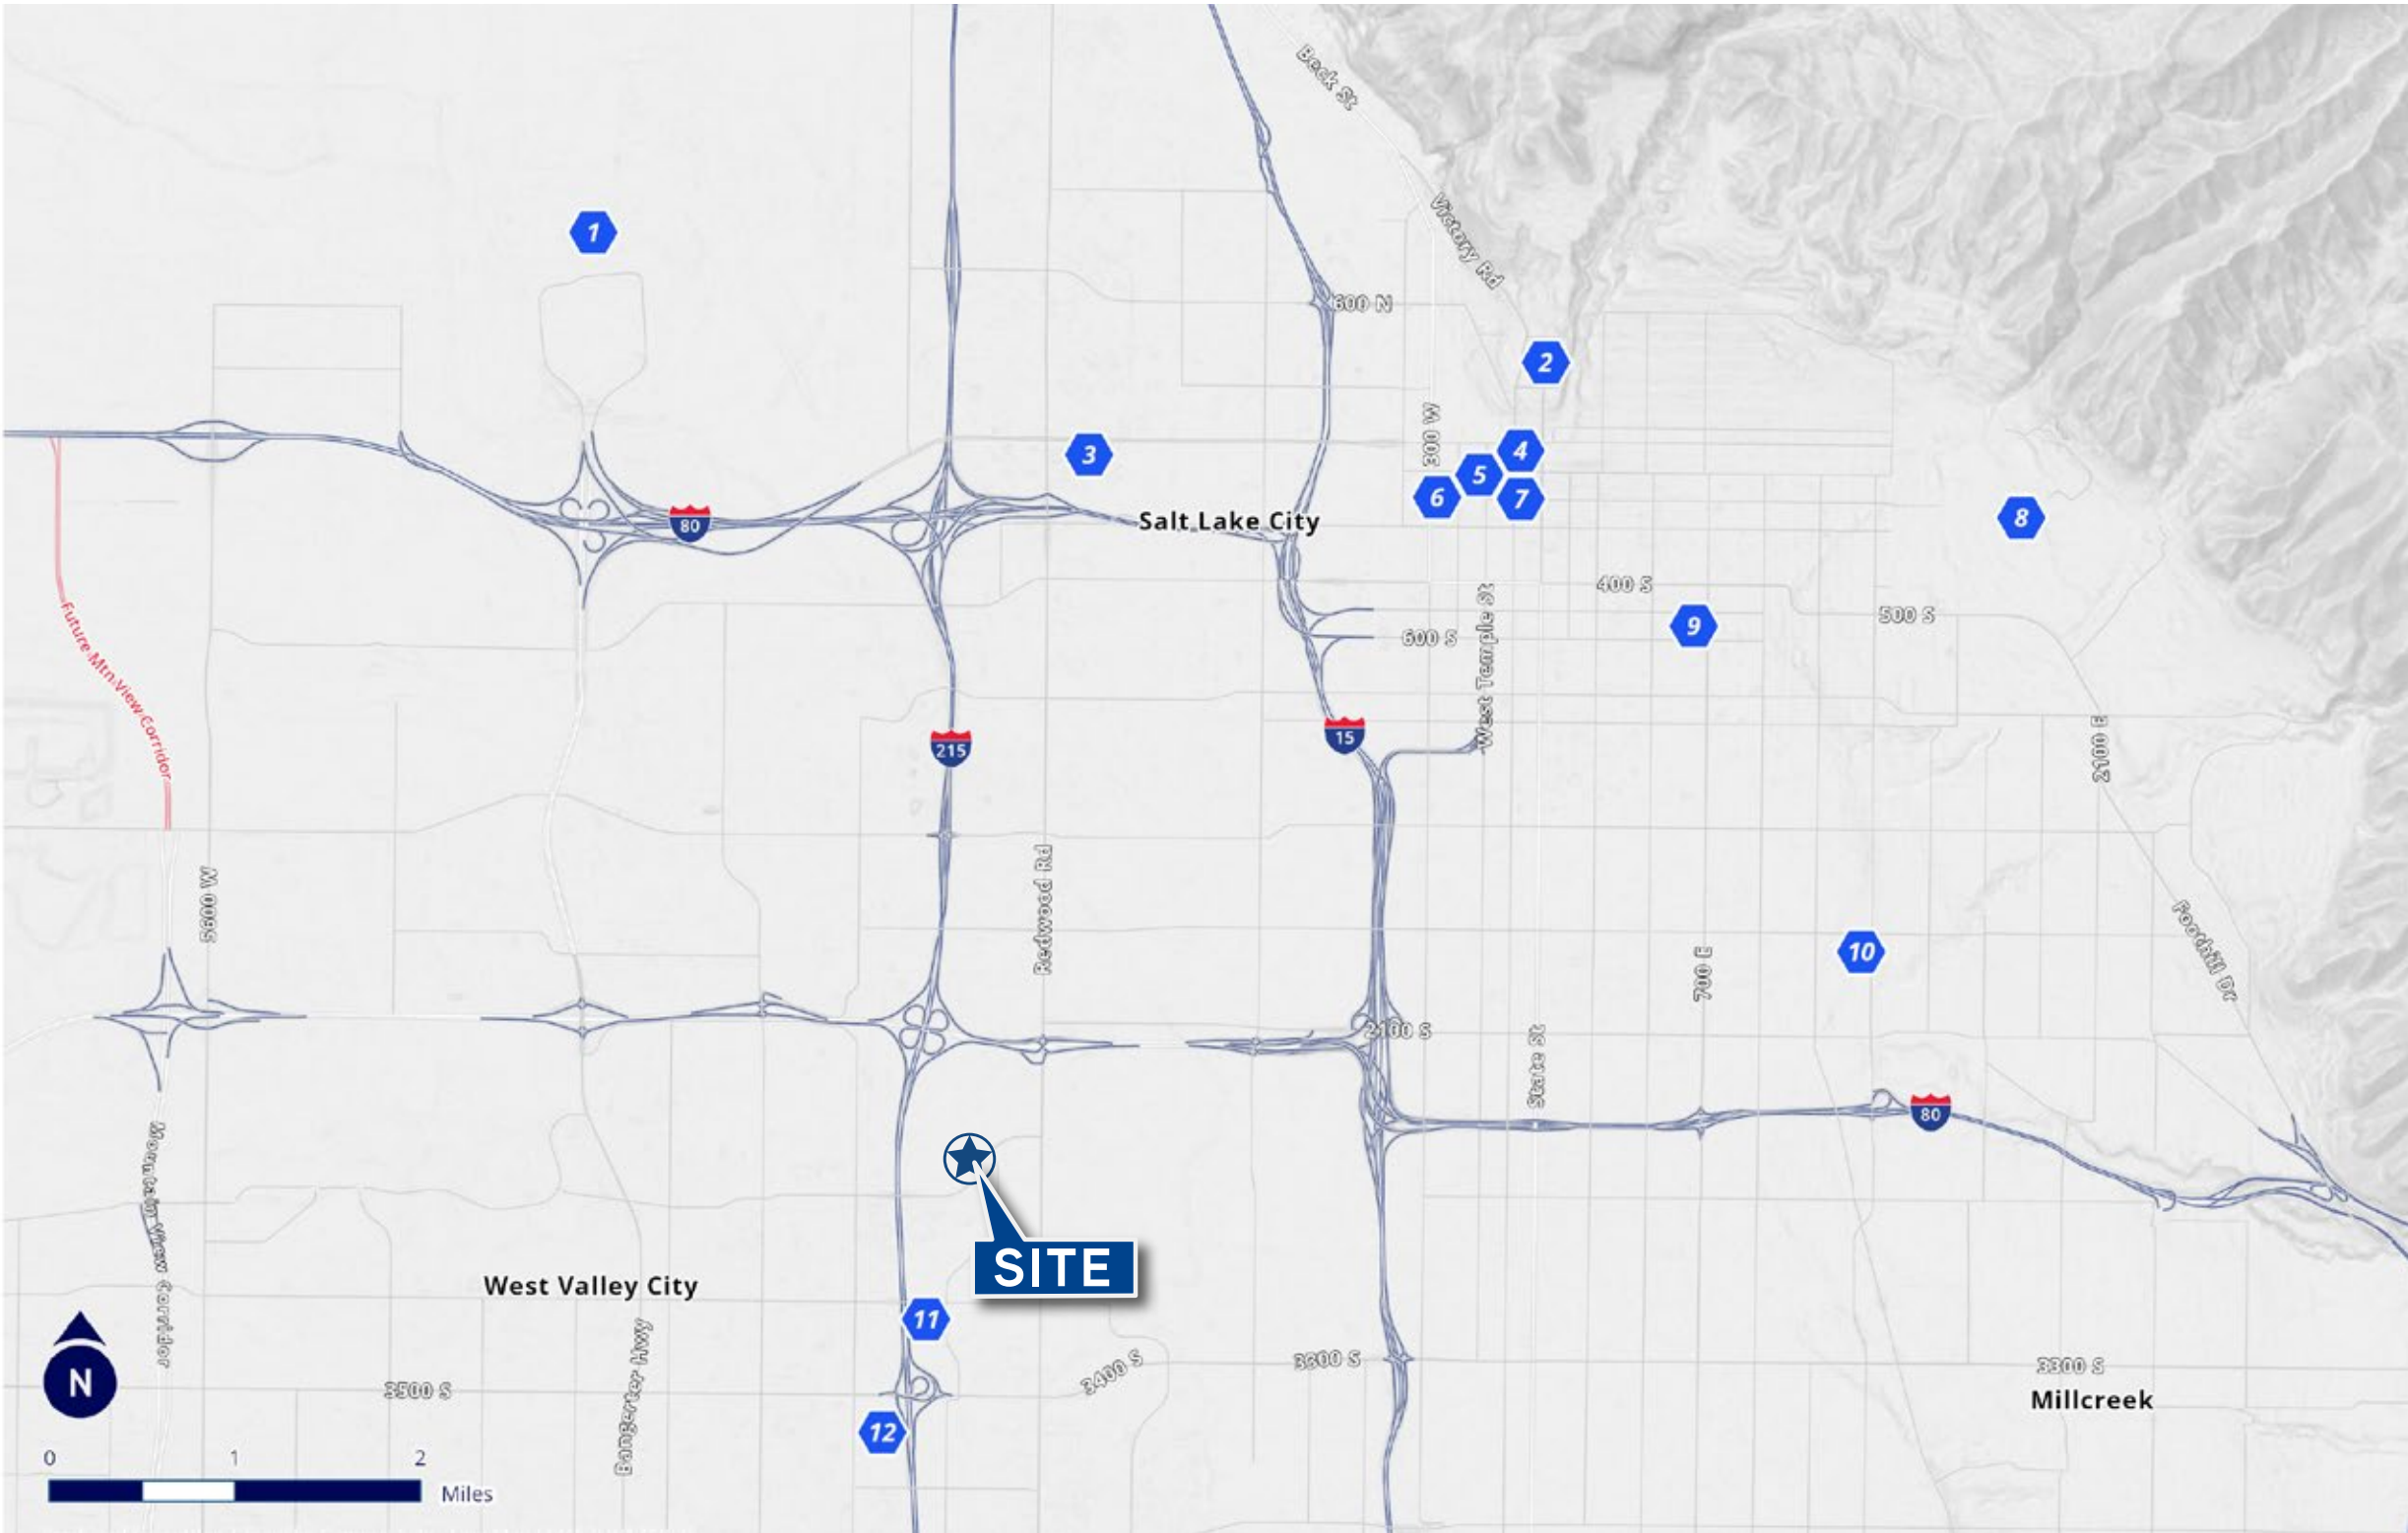 Beck St
Victory Rd
1
600 N
2
300 W
3
4
5
6
7
8
80
Salt Lake City
400 S
500 S
9
600 S
West Temple St
Future Mtn View Corridor
215
15
2100 E
5600 W
Redwood Rd
Foothill Dr
10
700 E
2100 S
State St
80
Mountain View Corridor
SITE
West Valley City
11
Bangerter Hwy
3400 S
3300 S
3300 S
N
3500 S
Millcreek
12
0 1 2
Miles